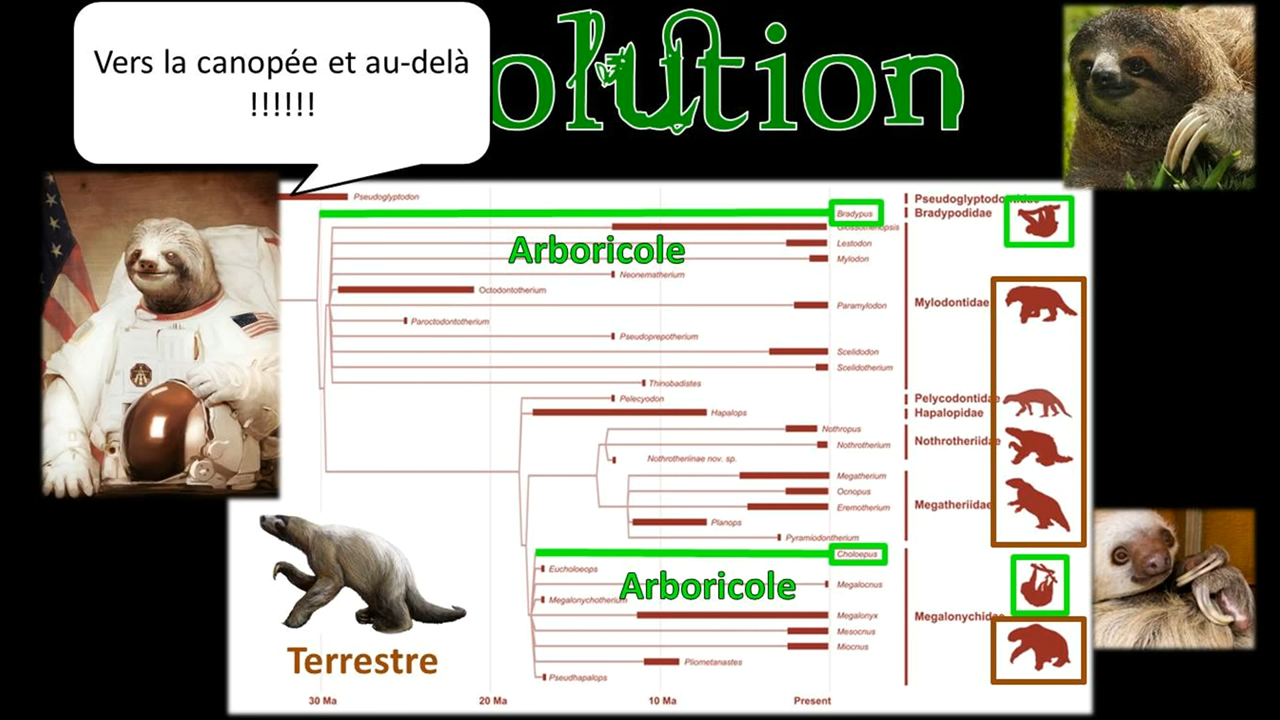 Vers la canopée et au-delà
!!!!!!
olution
Pseudoglyptodon
Bradypus
Arboricole
Lestodon
Mylodon
Neonematherium
Octodontotherium
Paramylodon
Paroctodontotherium
Pseudoprepotherium
Scelidodon
Scelidotherium
Thinobadistes
Pelecyodon
Hapalops
Nothropus
Nothrotherium
Nothrotheriinae nov. sp.
Megatherium
Ocnopus
Eremotherium
Planops
Pyramiodontherium
Choloepus
Eucholoeops
Arboricole
Megalocnus
Megalonychotherium
Megalonyx
Mesocnus
Miocnus
Pliometanastes
Pseudhapalops
Bradypodidae
Mylodontidae
Pelycodontidae
Hapalopidae
Nothrotheriidae
Megatheriidae
Megalonychidae
Terrestre
30 Ma
20 Ma
10 Ma
Present